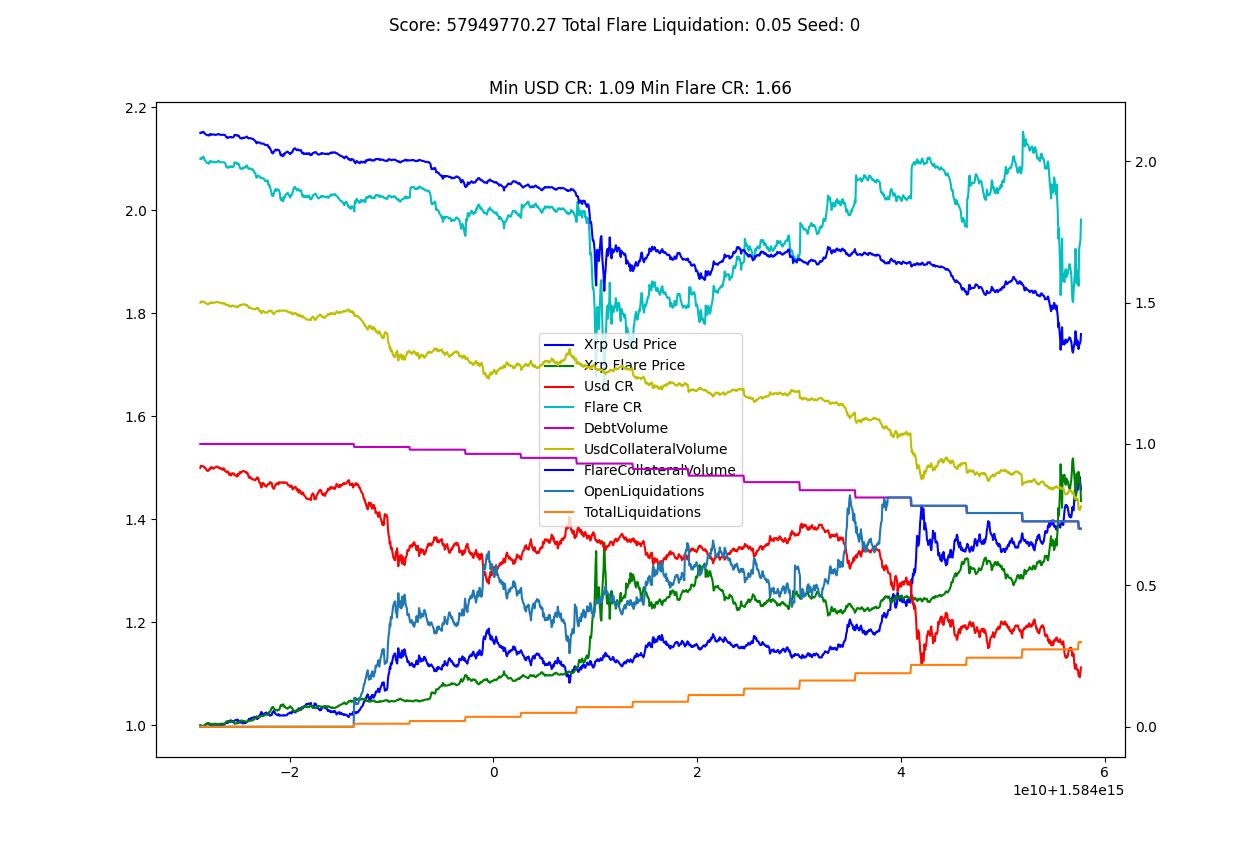 Score: 57949770.27 Total Flare Liquidation: 0.05 Seed: 0
Min USD CR: 1.09 Min Flare CR: 1.66
2.2
2.0
1.8
1.6
1.4
1.2
1.0
2.0
1.5
1.0
0.5
0.0
Xrp Usd Price
Xrp Flare Price
Usd CR
Flare CR
DebtVolume
UsdCollateralVolume
FlareCollateralVolume
OpenLiquidations
TotalLiquidations
−2 0 2 4 6
1e10+1.584e15